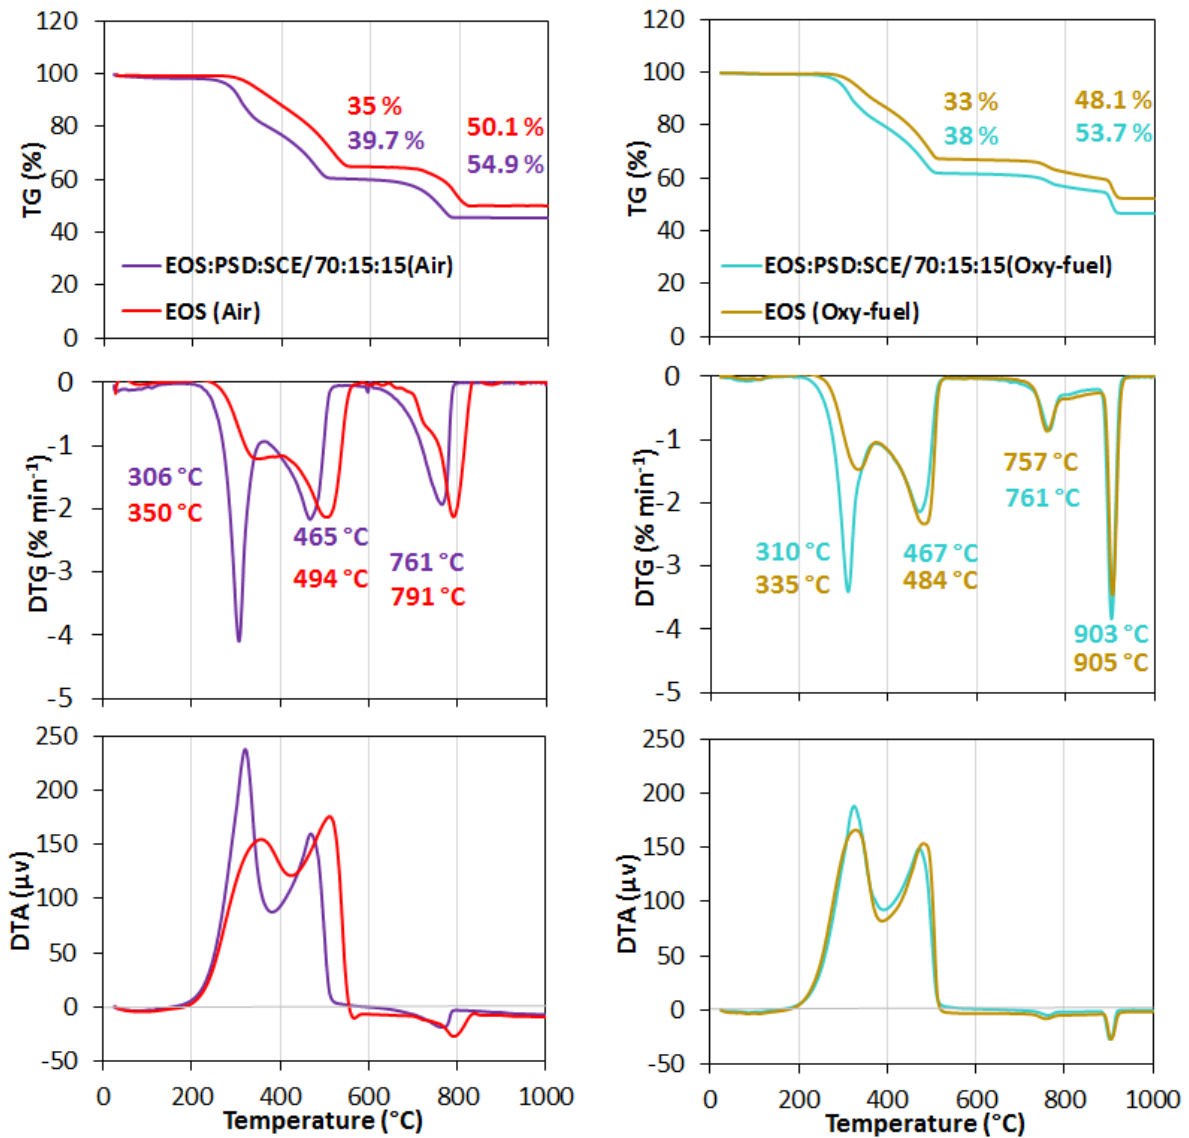 120
100
80
60
40
20
0
TG (%)
35 %
39.7 %
50.1 %
54.9 %
EOS:PSD:SCE/70:15:15(Air)
EOS (Air)
120
100
80
60
40
20
0
TG (%)
33 %
38 %
48.1 %
53.7 %
EOS:PSD:SCE/70:15:15(Oxy-fuel)
EOS (Oxy-fuel)
0
-1
-2
-3
-4
-5
DTG (% min⁻¹)
306 °C
350 °C
465 °C
494 °C
761 °C
791 °C
0
-1
-2
-3
-4
-5
DTG (% min⁻¹)
310 °C
335 °C
467 °C
484 °C
757 °C
761 °C
903 °C
905 °C
250
200
150
100
50
0
-50
DTA (μv)
0 200 400 600 800 1000
Temperature (°C)
250
200
150
100
50
0
-50
DTA (μv)
0 200 400 600 800 1000
Temperature (°C)